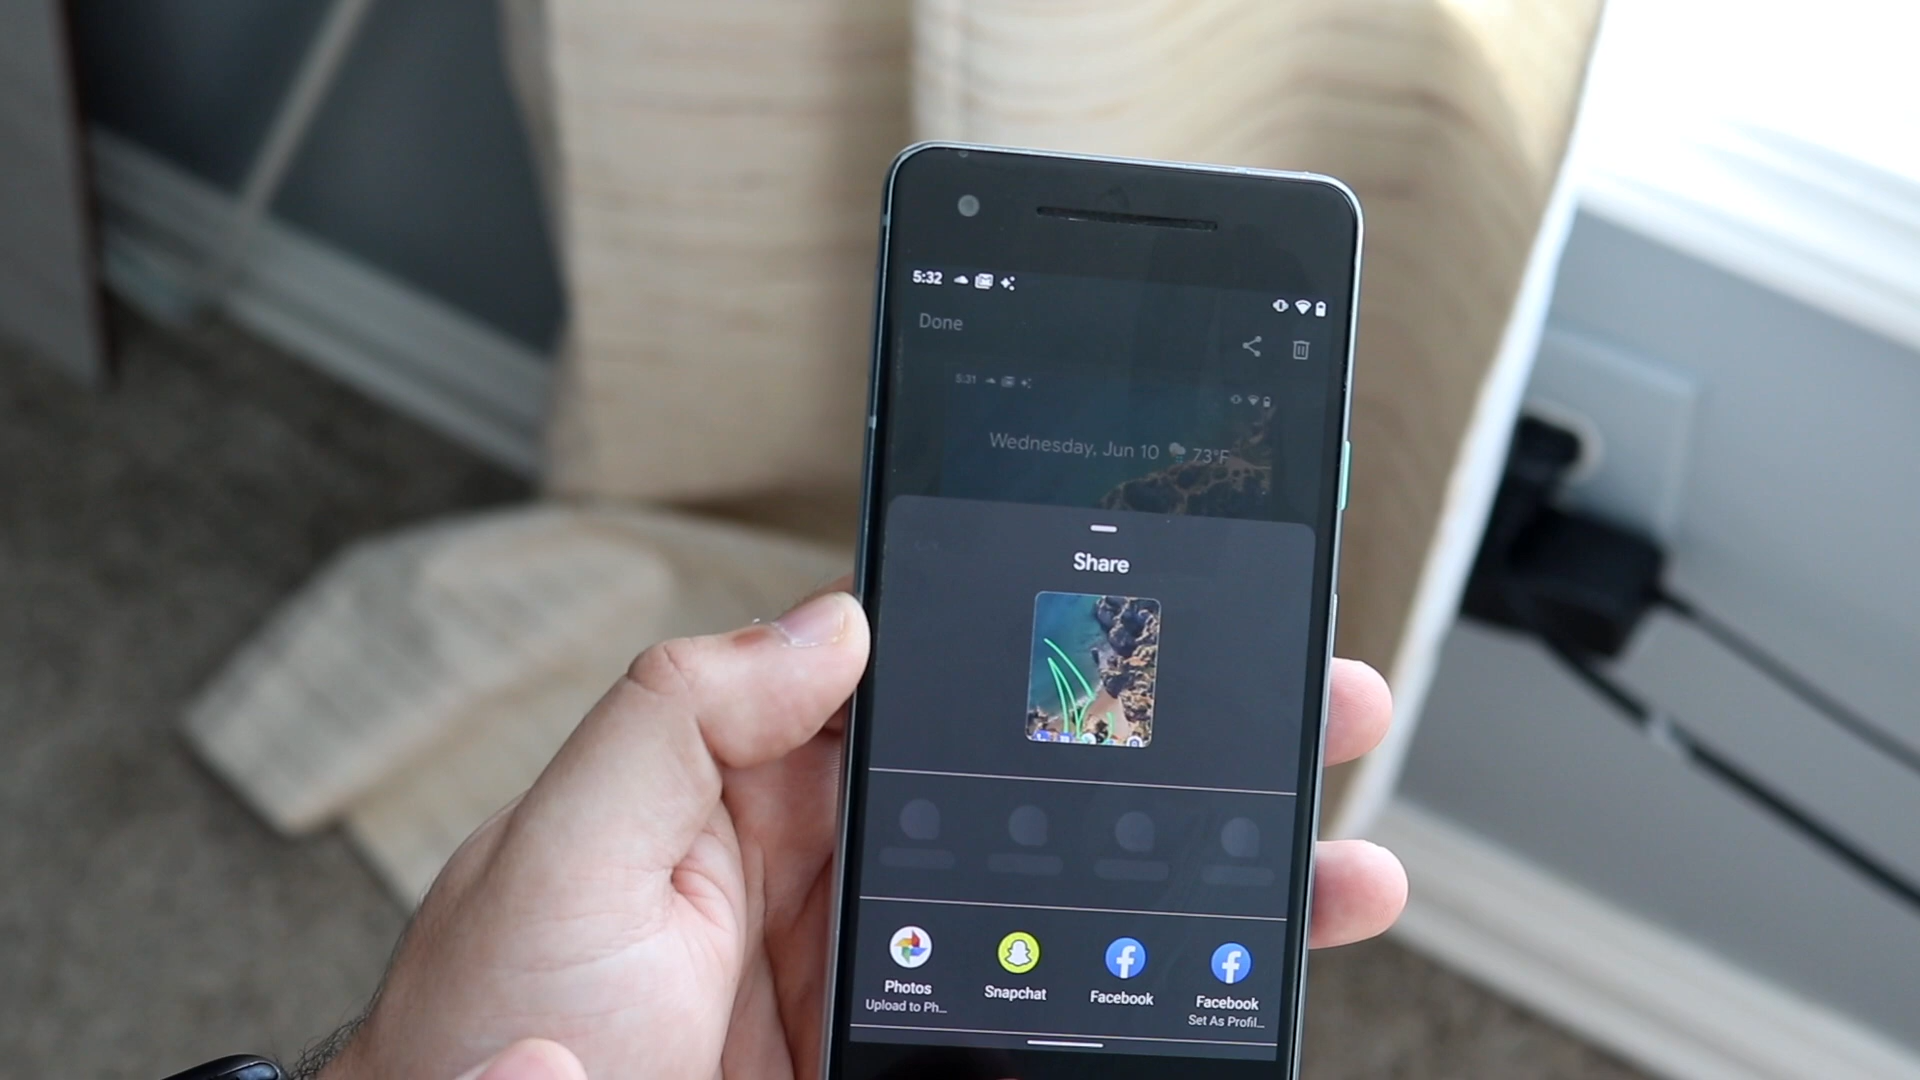 5:32
Done
5:31
Wednesday, Jun 10 73°F
Share
Photos
Upload to Ph...
Snapchat
Facebook
Facebook
Set As Profil...